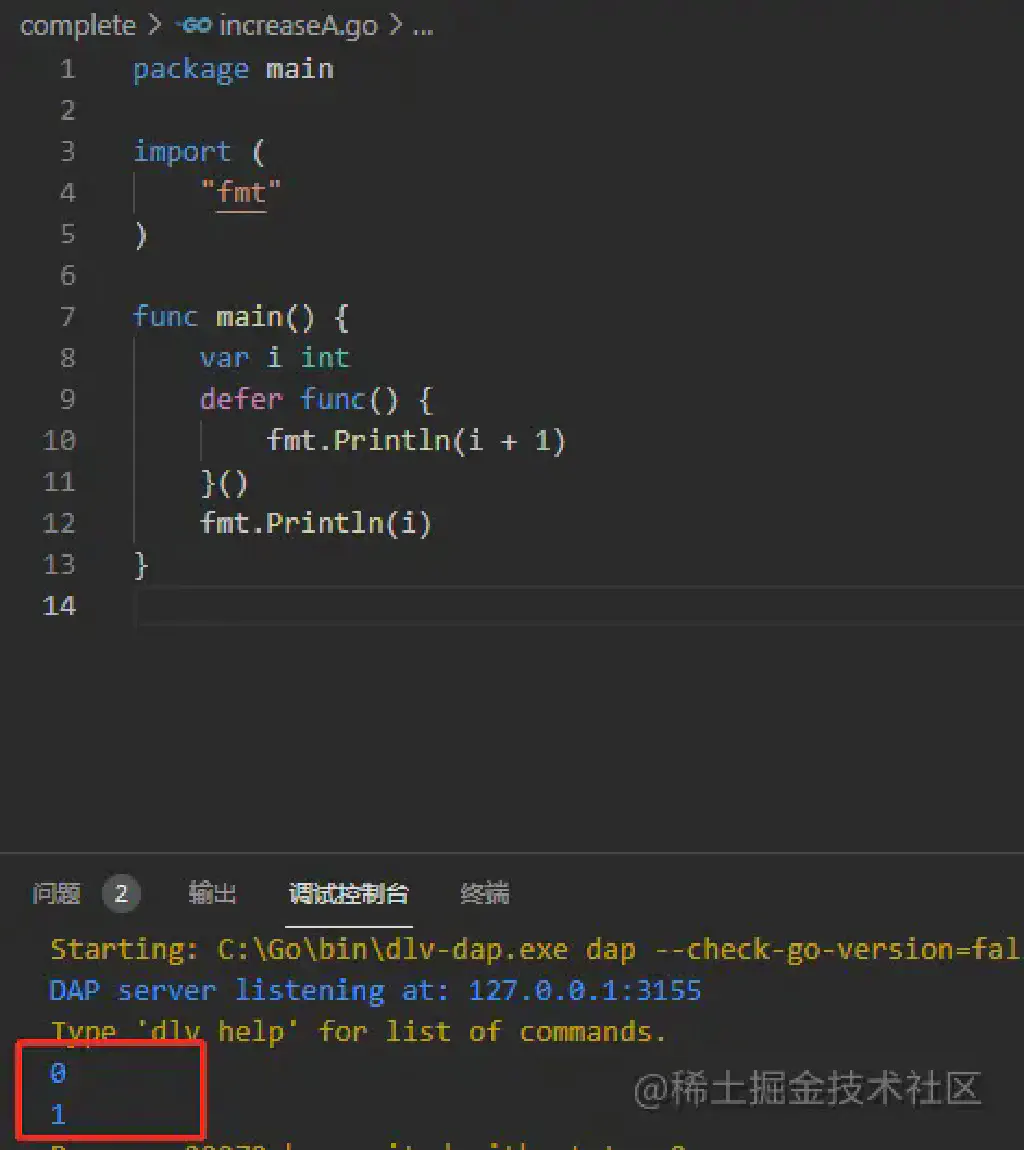 complete > GO increaseA.go > ...
1 package main
2
3 import (
4 "fmt"
5 )
6
7 func main() {
8 var i int
9 defer func() {
10 fmt.Println(i + 1)
11 }()
12 fmt.Println(i)
13 }
14
问题 2 输出 调试控制台 终端
Starting: C:\Go\bin\dlv-dap.exe dap --check-go-version=fal
DAP server listening at: 127.0.0.1:3155
Type 'dlv help' for list of commands.
0
1
@稀土掘金技术社区